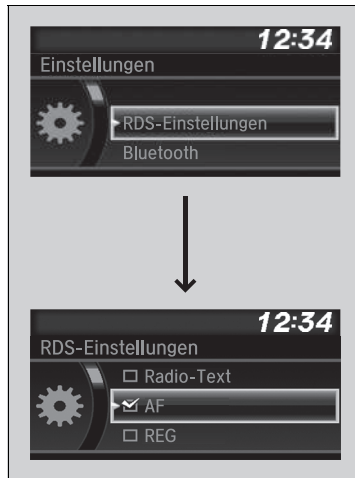 12:34
Einstellungen
RDS-Einstellungen
Bluetooth
12:34
RDS-Einstellungen
Radio-Text
AF
REG